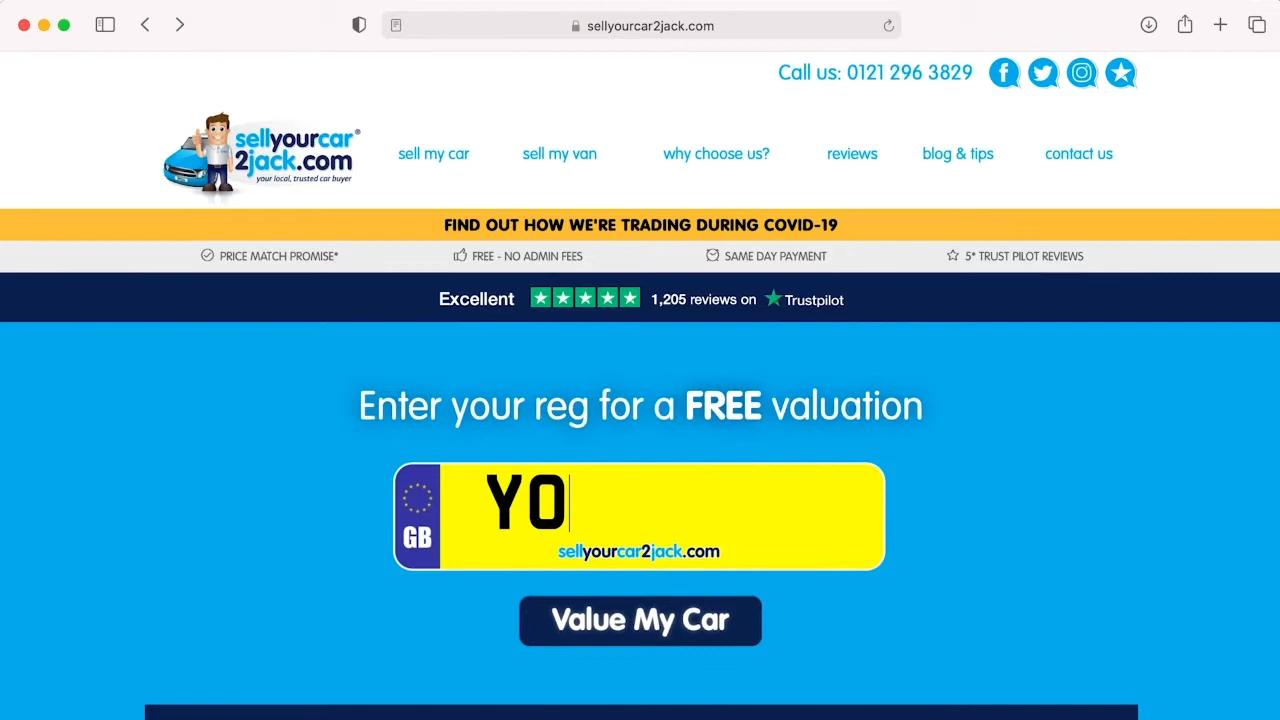 sellyourcar2jack.com
Call us: 0121 296 3829
sellyourcar®
2jack.com
your local, trusted car buyer
sell my car
sell my van
why choose us?
reviews
blog & tips
contact us
FIND OUT HOW WE'RE TRADING DURING COVID-19
PRICE MATCH PROMISE*
FREE - NO ADMIN FEES
SAME DAY PAYMENT
5* TRUST PILOT REVIEWS
Excellent 1,205 reviews on Trustpilot
Enter your reg for a FREE valuation
YO
GB
sellyourcar2jack.com
Value My Car